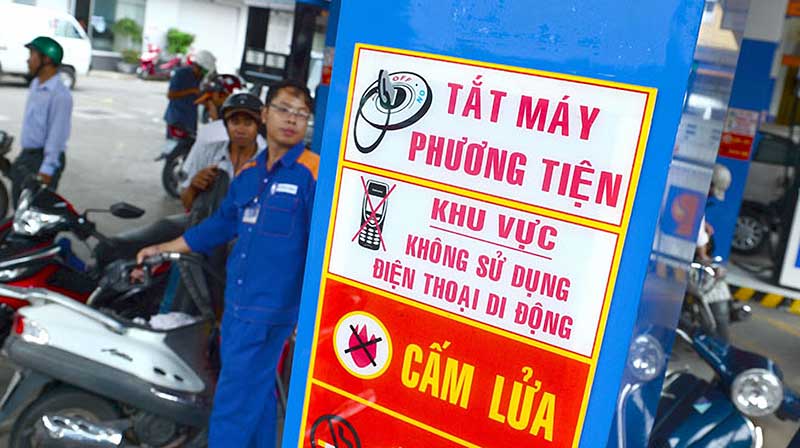 OFF
ON
TẮT MÁY
PHƯƠNG TIỆN
KHU VỰC
KHÔNG SỬ DỤNG
ĐIỆN THOẠI DI ĐỘNG
CẤM LỬA